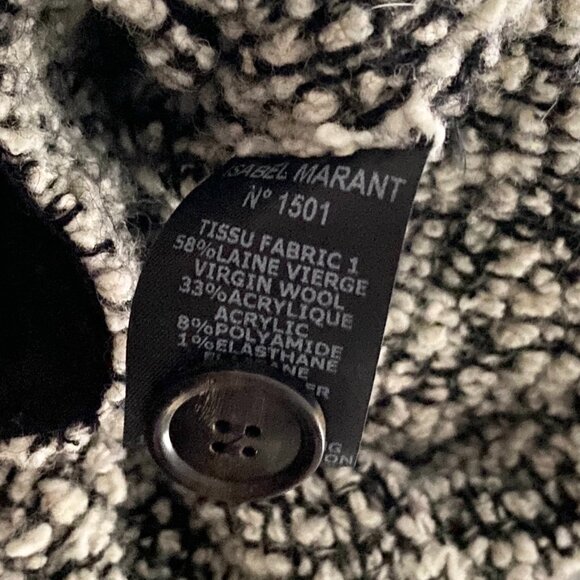 ISABEL MARANT
N° 1501
TISSU FABRIC 1
58%LAINE VIERGE
VIRGIN WOOL
33%ACRYLIQUE
ACRYLIC
8%POLYAMIDE
1%ELASTHANE